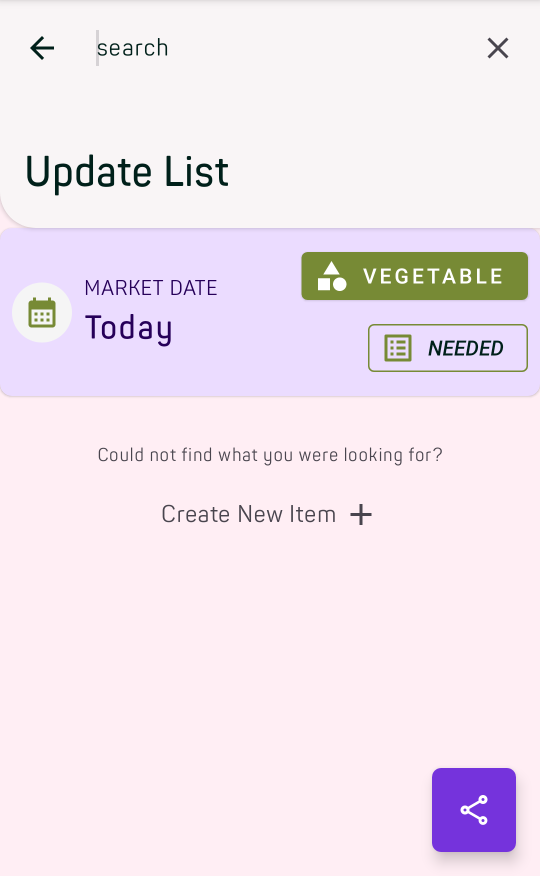 search
Update List
MARKET DATE
Today
VEGETABLE
NEEDED
Could not find what you were looking for?
Create New Item